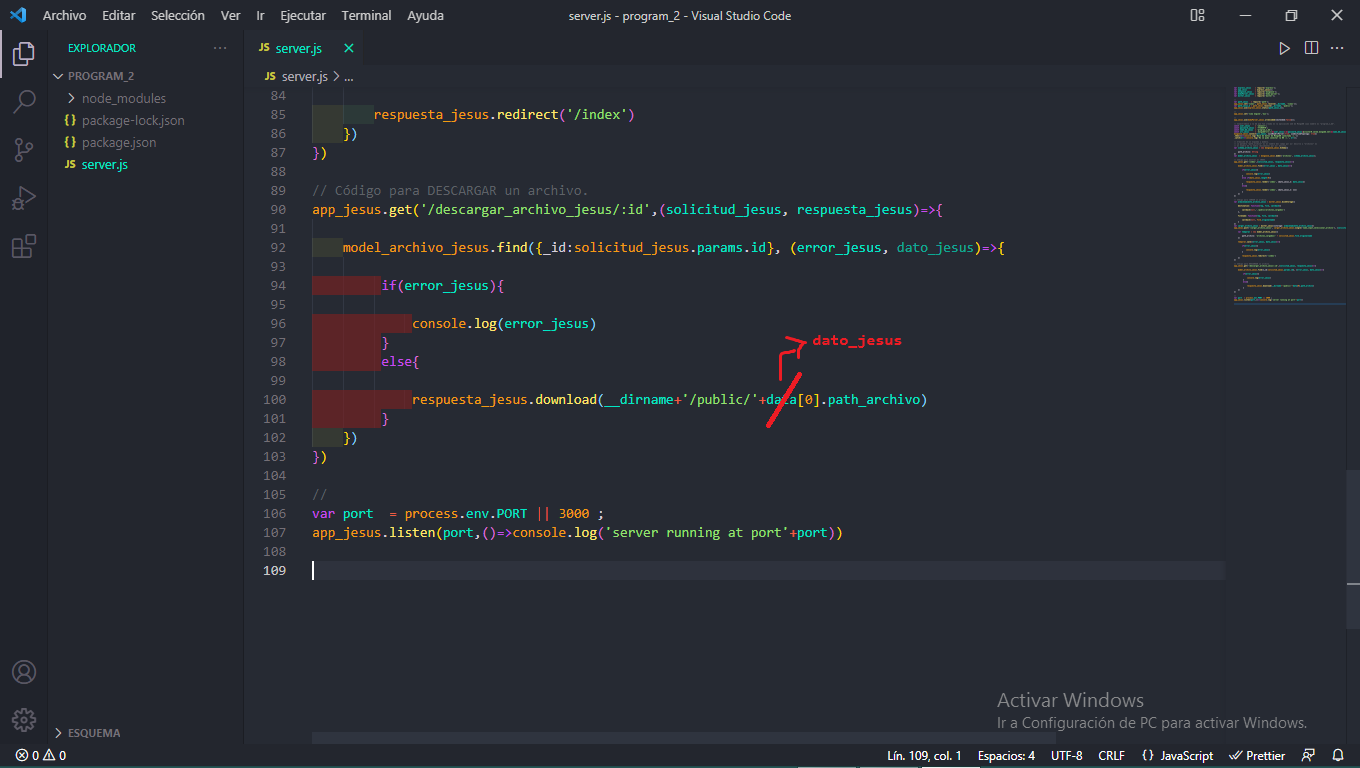 Archivo Editar Selección Ver Ir Ejecutar Terminal Ayuda server.js - program_2 - Visual Studio Code
EXPLORADOR ... JS server.js ×
PROGRAM_2 JS server.js > ...
node_modules
{} package-lock.json
{} package.json
JS server.js
84
85 respuesta_jesus.redirect('/index')
86 })
87 })
88
89 // Código para DESCARGAR un archivo.
90 app_jesus.get('/descargar_archivo_jesus/:id',(solicitud_jesus, respuesta_jesus)=>{
91
92 model_archivo_jesus.find({_id:solicitud_jesus.params.id}, (error_jesus, dato_jesus)=>{
93
94 if(error_jesus){
95
96 console.log(error_jesus)
97 }
dato_jesus
98 else{
99
100 respuesta_jesus.download(__dirname+'/public/'+data[0].path_archivo)
101 }
102 })
103 })
104
105 //
106 var port  = process.env.PORT || 3000 ;
107 app_jesus.listen(port,()=>console.log('server running at port'+port))
108
109
Activar Windows
Ir a Configuración de PC para activar Windows.
ESQUEMA
0 0 Lín. 109, col. 1 Espacios: 4 UTF-8 CRLF {} JavaScript Prettier